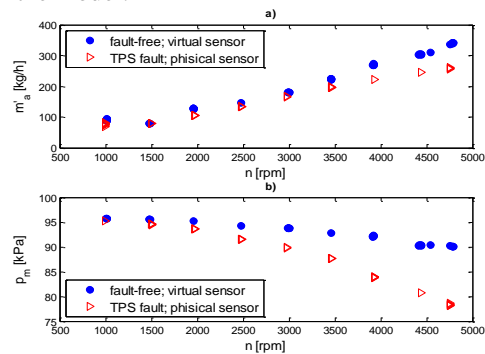 a)
400
300
200
100
0
m'a [kg/h]
fault-free; virtual sensor
TPS fault; phisical sensor
500 1000 1500 2000 2500 3000 3500 4000 4500 5000
n [rpm]
b)
100
95
90
85
80
75
pm [kPa]
fault-free; virtual sensor
TPS fault; phisical sensor
500 1000 1500 2000 2500 3000 3500 4000 4500 5000
n [rpm]